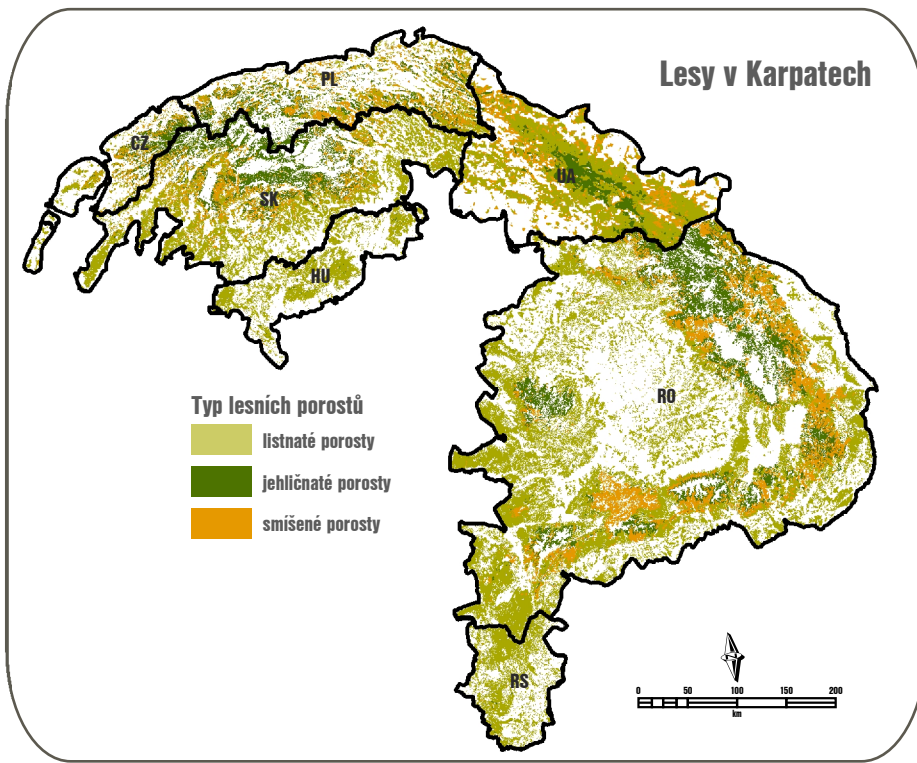 Lesy v Karpatech
PL
CZ
UA
SK
HU
RO
RS
Typ lesních porostů
listnaté porosty
jehličnaté porosty
smíšené porosty
N
0 50 100 150 200
km